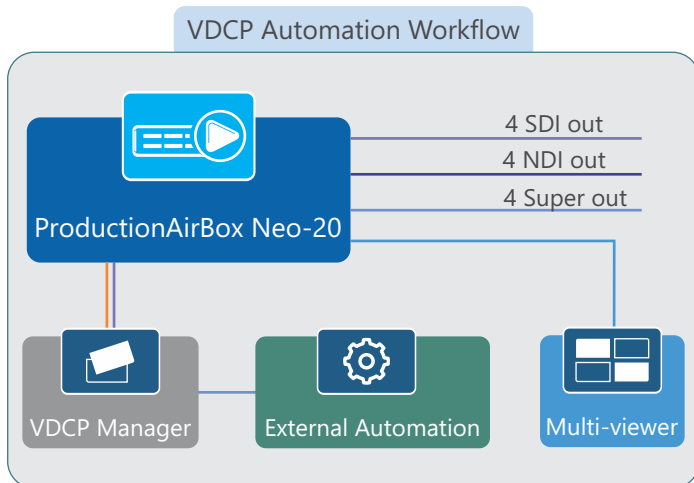 VDCP Automation Workflow
4 SDI out
4 NDI out
4 Super out
ProductionAirBox Neo-20
VDCP Manager
External Automation
Multi-viewer